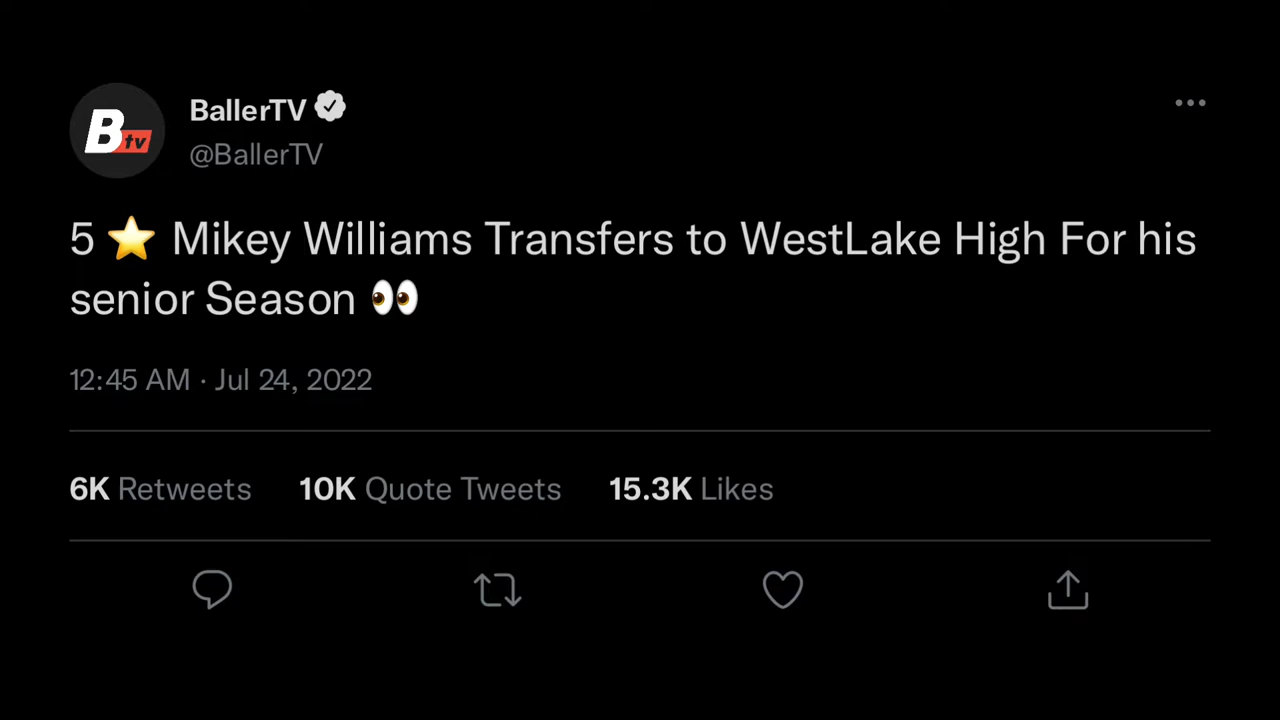 B tv
BallerTV
@BallerTV
5 ⭐ Mikey Williams Transfers to WestLake High For his
senior Season 👀
12:45 AM · Jul 24, 2022
6K Retweets 10K Quote Tweets 15.3K Likes